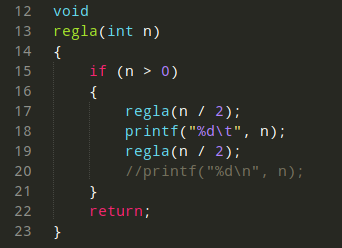 12 void
13 regla(int n)
14 {
15     if (n > 0)
16     {
17         regla(n / 2);
18         printf("%d\t", n);
19         regla(n / 2);
20         //printf("%d\n", n);
21     }
22     return;
23 }